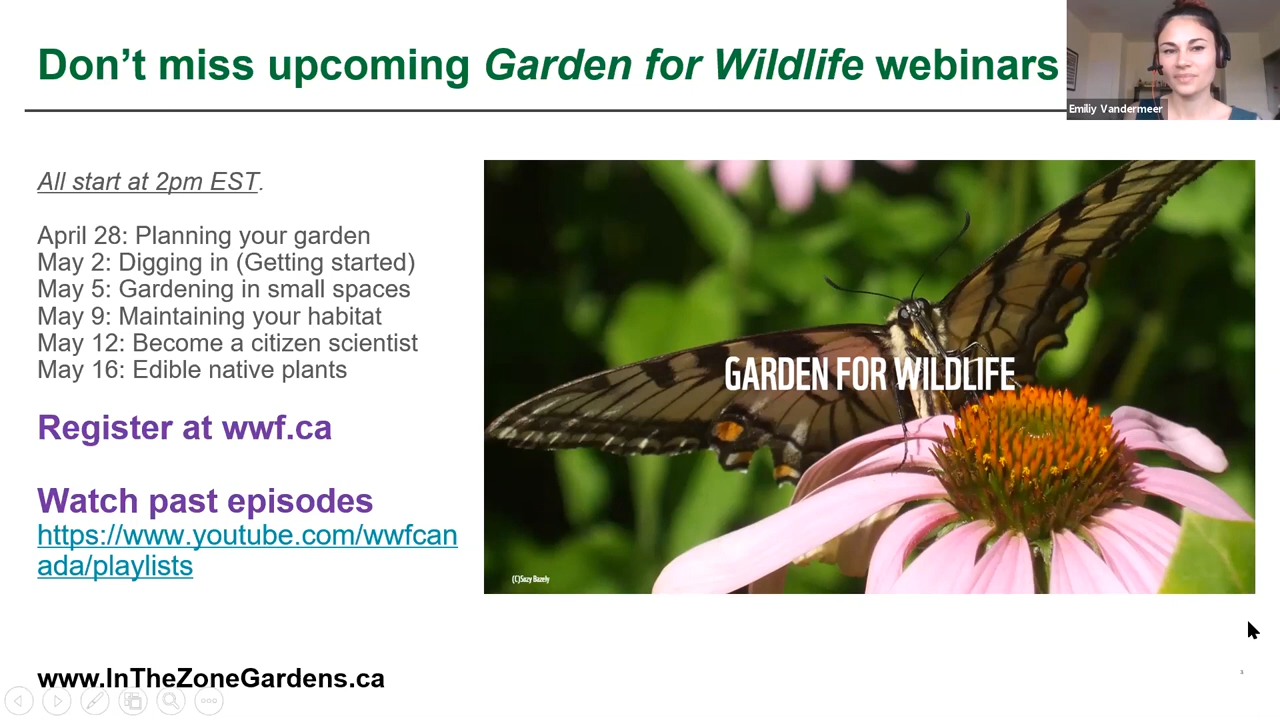 Don’t miss upcoming Garden for Wildlife webinars
Emiliy Vandermeer
All start at 2pm EST.
April 28: Planning your garden
May 2: Digging in (Getting started)
May 5: Gardening in small spaces
May 9: Maintaining your habitat
May 12: Become a citizen scientist
May 16: Edible native plants
Register at wwf.ca
Watch past episodes
https://www.youtube.com/wwfcan
ada/playlists
GARDEN FOR WILDLIFE
(C)Suzy Bazely
www.InTheZoneGardens.ca